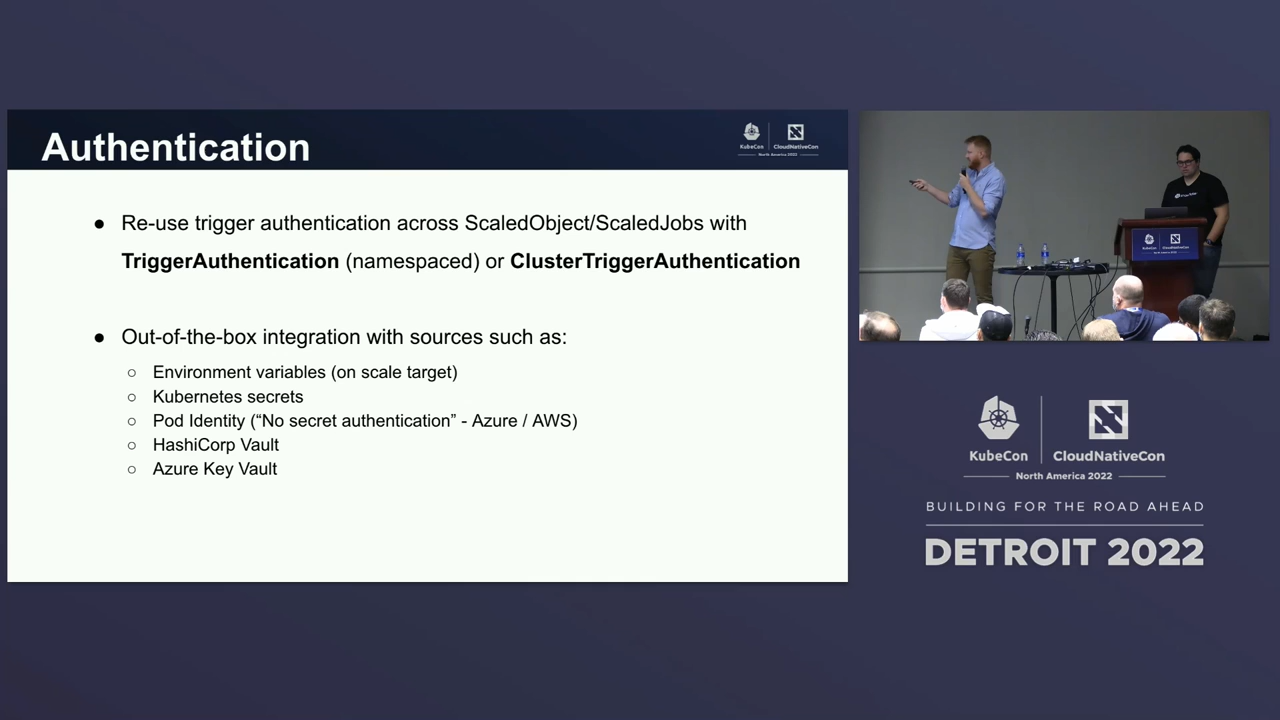 Authentication
KubeCon
CloudNativeCon
North America 2022
● Re-use trigger authentication across ScaledObject/ScaledJobs with
TriggerAuthentication (namespaced) or ClusterTriggerAuthentication
● Out-of-the-box integration with sources such as:
○ Environment variables (on scale target)
○ Kubernetes secrets
○ Pod Identity (“No secret authentication” - Azure / AWS)
○ HashiCorp Vault
○ Azure Key Vault
KubeCon
CloudNativeCon
North America 2022
BUILDING FOR THE ROAD AHEAD
DETROIT 2022